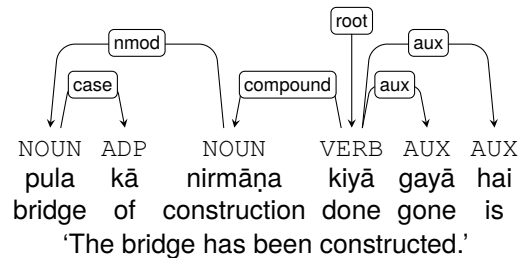 root
nmod aux
case compound aux
NOUN ADP NOUN VERB AUX AUX
pula kā nirmāṇa kiyā gayā hai
bridge of construction done gone is
‘The bridge has been constructed.’